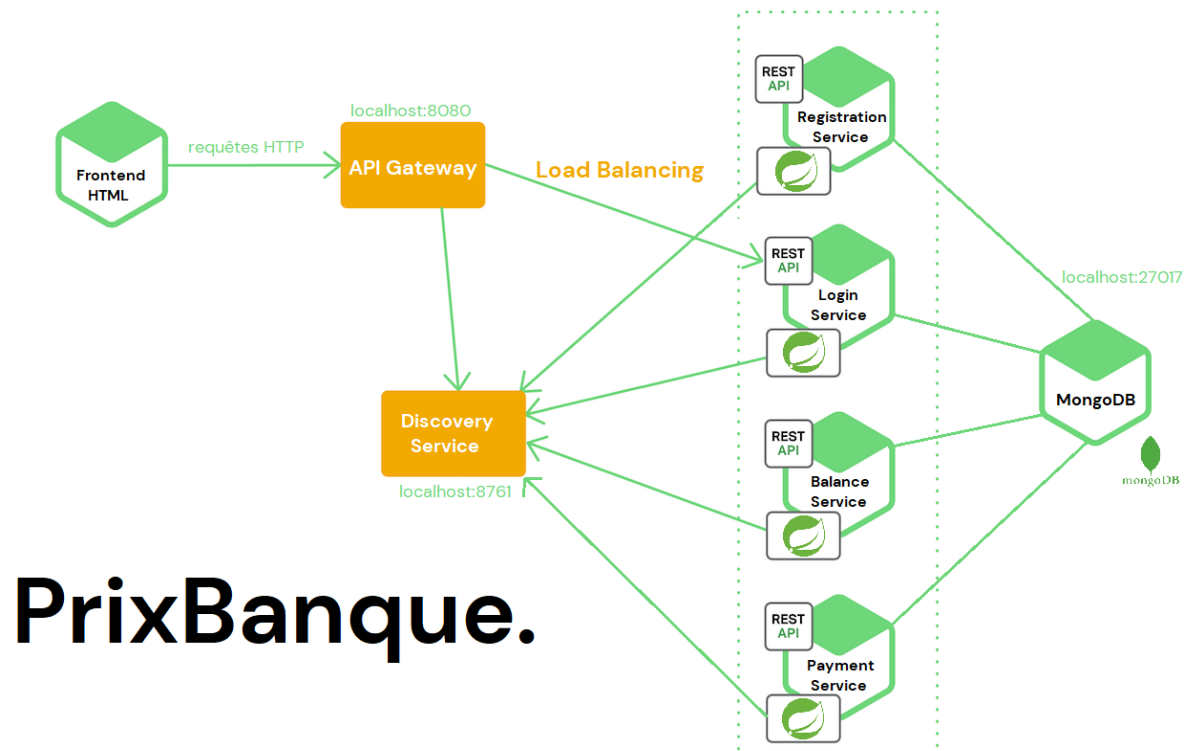 localhost:8080
requêtes HTTP
API Gateway
Load Balancing
Frontend
HTML
REST
API
Registration
Service
REST
API
Login
Service
localhost:27017
MongoDB
mongoDB
Discovery
Service
localhost:8761
REST
API
Balance
Service
REST
API
Payment
Service
PrixBanque.